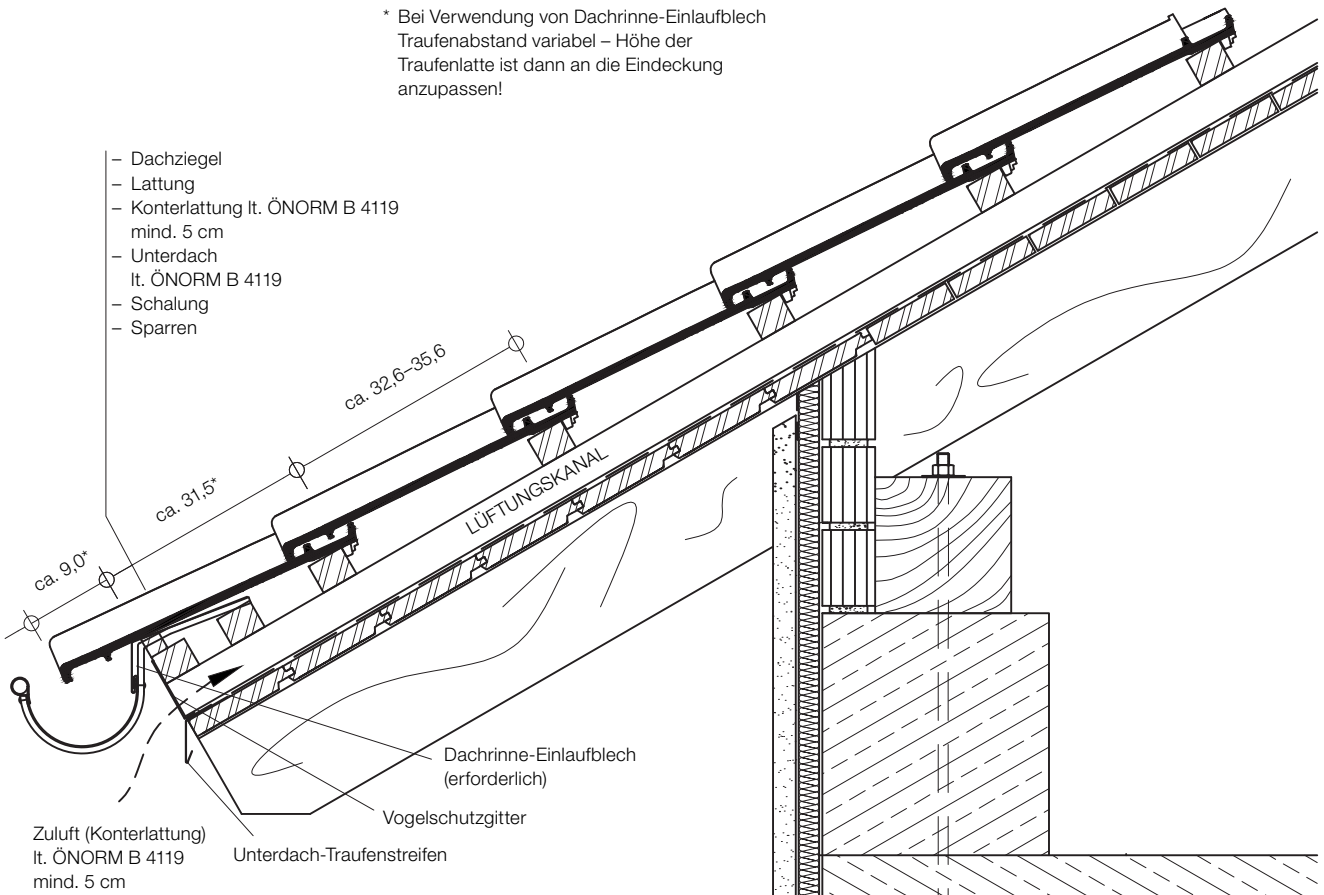 * Bei Verwendung von Dachrinne-Einlaufblech
Traufenabstand variabel – Höhe der
Traufenlatte ist dann an die Eindeckung
anzupassen!
– Dachziegel
– Lattung
– Konterlattung lt. ÖNORM B 4119
mind. 5 cm
– Unterdach
lt. ÖNORM B 4119
– Schalung
– Sparren
ca. 32,6–35,6
ca. 31,5*
ca. 9,0*
LÜFTUNGSKANAL
Dachrinne-Einlaufblech
(erforderlich)
Vogelschutzgitter
Unterdach-Traufenstreifen
Zuluft (Konterlattung)
lt. ÖNORM B 4119
mind. 5 cm